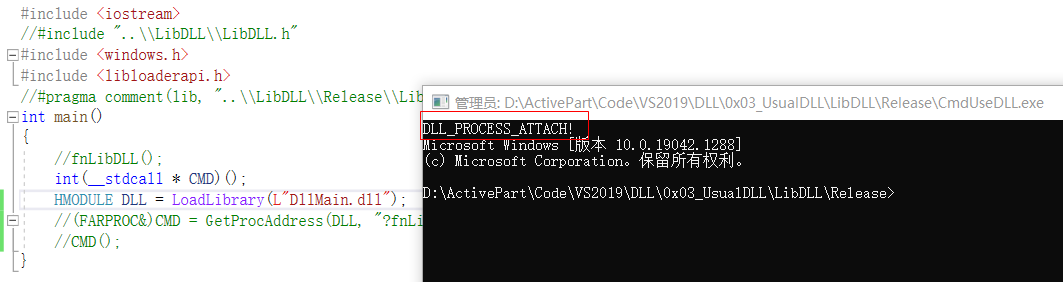 #include <iostream>
//#include "..\\LibDLL\\LibDLL.h"
#include <windows.h>
#include <libloaderapi.h>
//#pragma comment(lib, "..\\LibDLL\\Release\\Lib
int main()
{
//fnLibDLL();
int(__stdcall * CMD)();
HMODULE DLL = LoadLibrary(L"DllMain.dll");
//(FARPROC&)CMD = GetProcAddress(DLL, "?fnLi
//CMD();
}
管理员: D:\ActivePart\Code\VS2019\DLL\0x03_UsualDLL\LibDLL\Release\CmdUseDLL.exe
DLL_PROCESS_ATTACH!
Microsoft Windows [版本 10.0.19042.1288]
(c) Microsoft Corporation。保留所有权利。
D:\ActivePart\Code\VS2019\DLL\0x03_UsualDLL\LibDLL\Release>